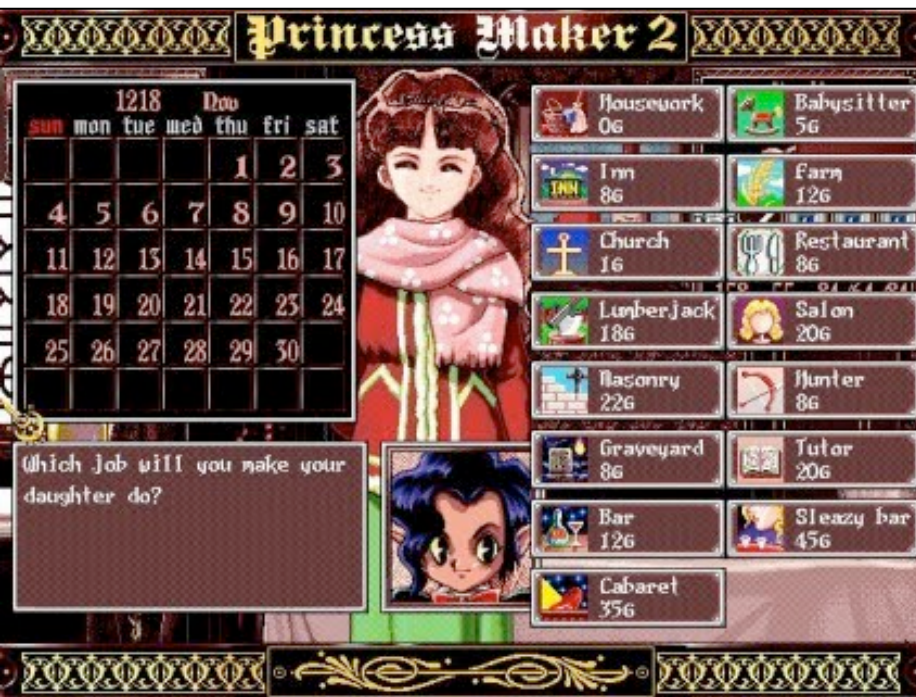 Princess Maker 2
1218 Nov
sun mon tue wed thu fri sat
1 2 3
4 5 6 7 8 9 10
11 12 13 14 15 16 17
18 19 20 21 22 23 24
25 26 27 28 29 30
Which job will you make your
daughter do?
Housework
0G
Babysitter
5G
INN
Inn
8G
Farm
12G
Church
1G
Restaurant
8G
Lumberjack
18G
Salon
20G
Masonry
22G
Hunter
8G
Graveyard
8G
Tutor
20G
Bar
12G
Sleazy bar
45G
Cabaret
35G